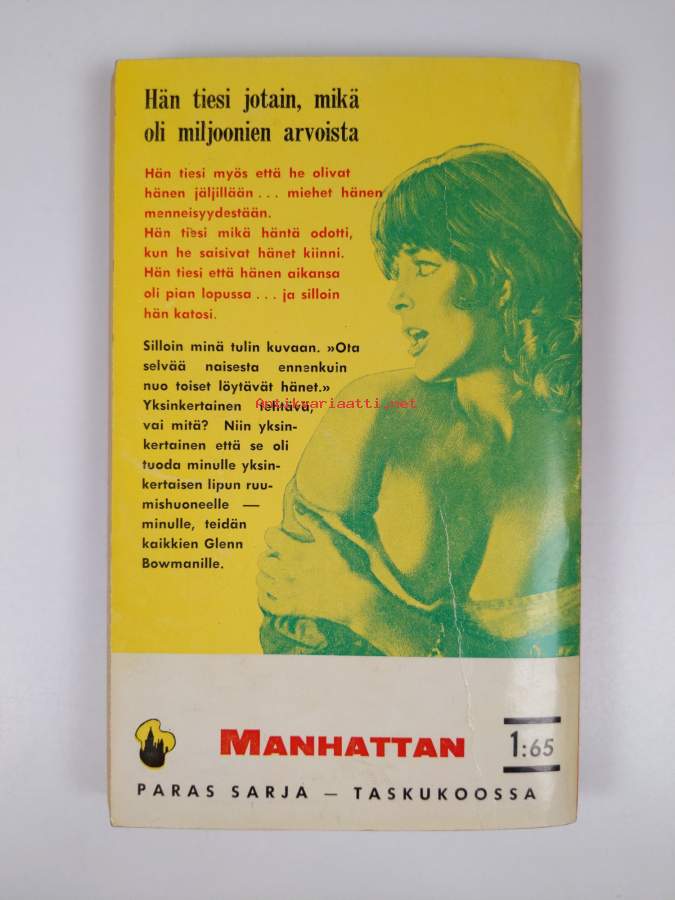 Hän tiesi jotain, mikä
oli miljoonien arvoista
Hän tiesi myös että he olivat
hänen jäljillään . . . miehet hänen
menneisyydestään.
Hän tiesi mikä häntä odotti,
kun he saisivat hänet kiinni.
Hän tiesi että hänen aikansa
oli pian lopussa . . . ja silloin
hän katosi.
Silloin minä tulin kuvaan. »Ota
selvää naisesta ennenkuin
nuo toiset löytävät hänet.»
Antikvariaatti.net
Yksinkertainen tehtävä,
vai mitä? Niin yksin-
kertainen että se oli
tuoda minulle yksin-
kertaisen lipun ruu-
mishuoneelle —
minulle, teidän
kaikkien Glenn
Bowmanille.
MANHATTAN
1:65
PARAS SARJA — TASKUKOOSSA